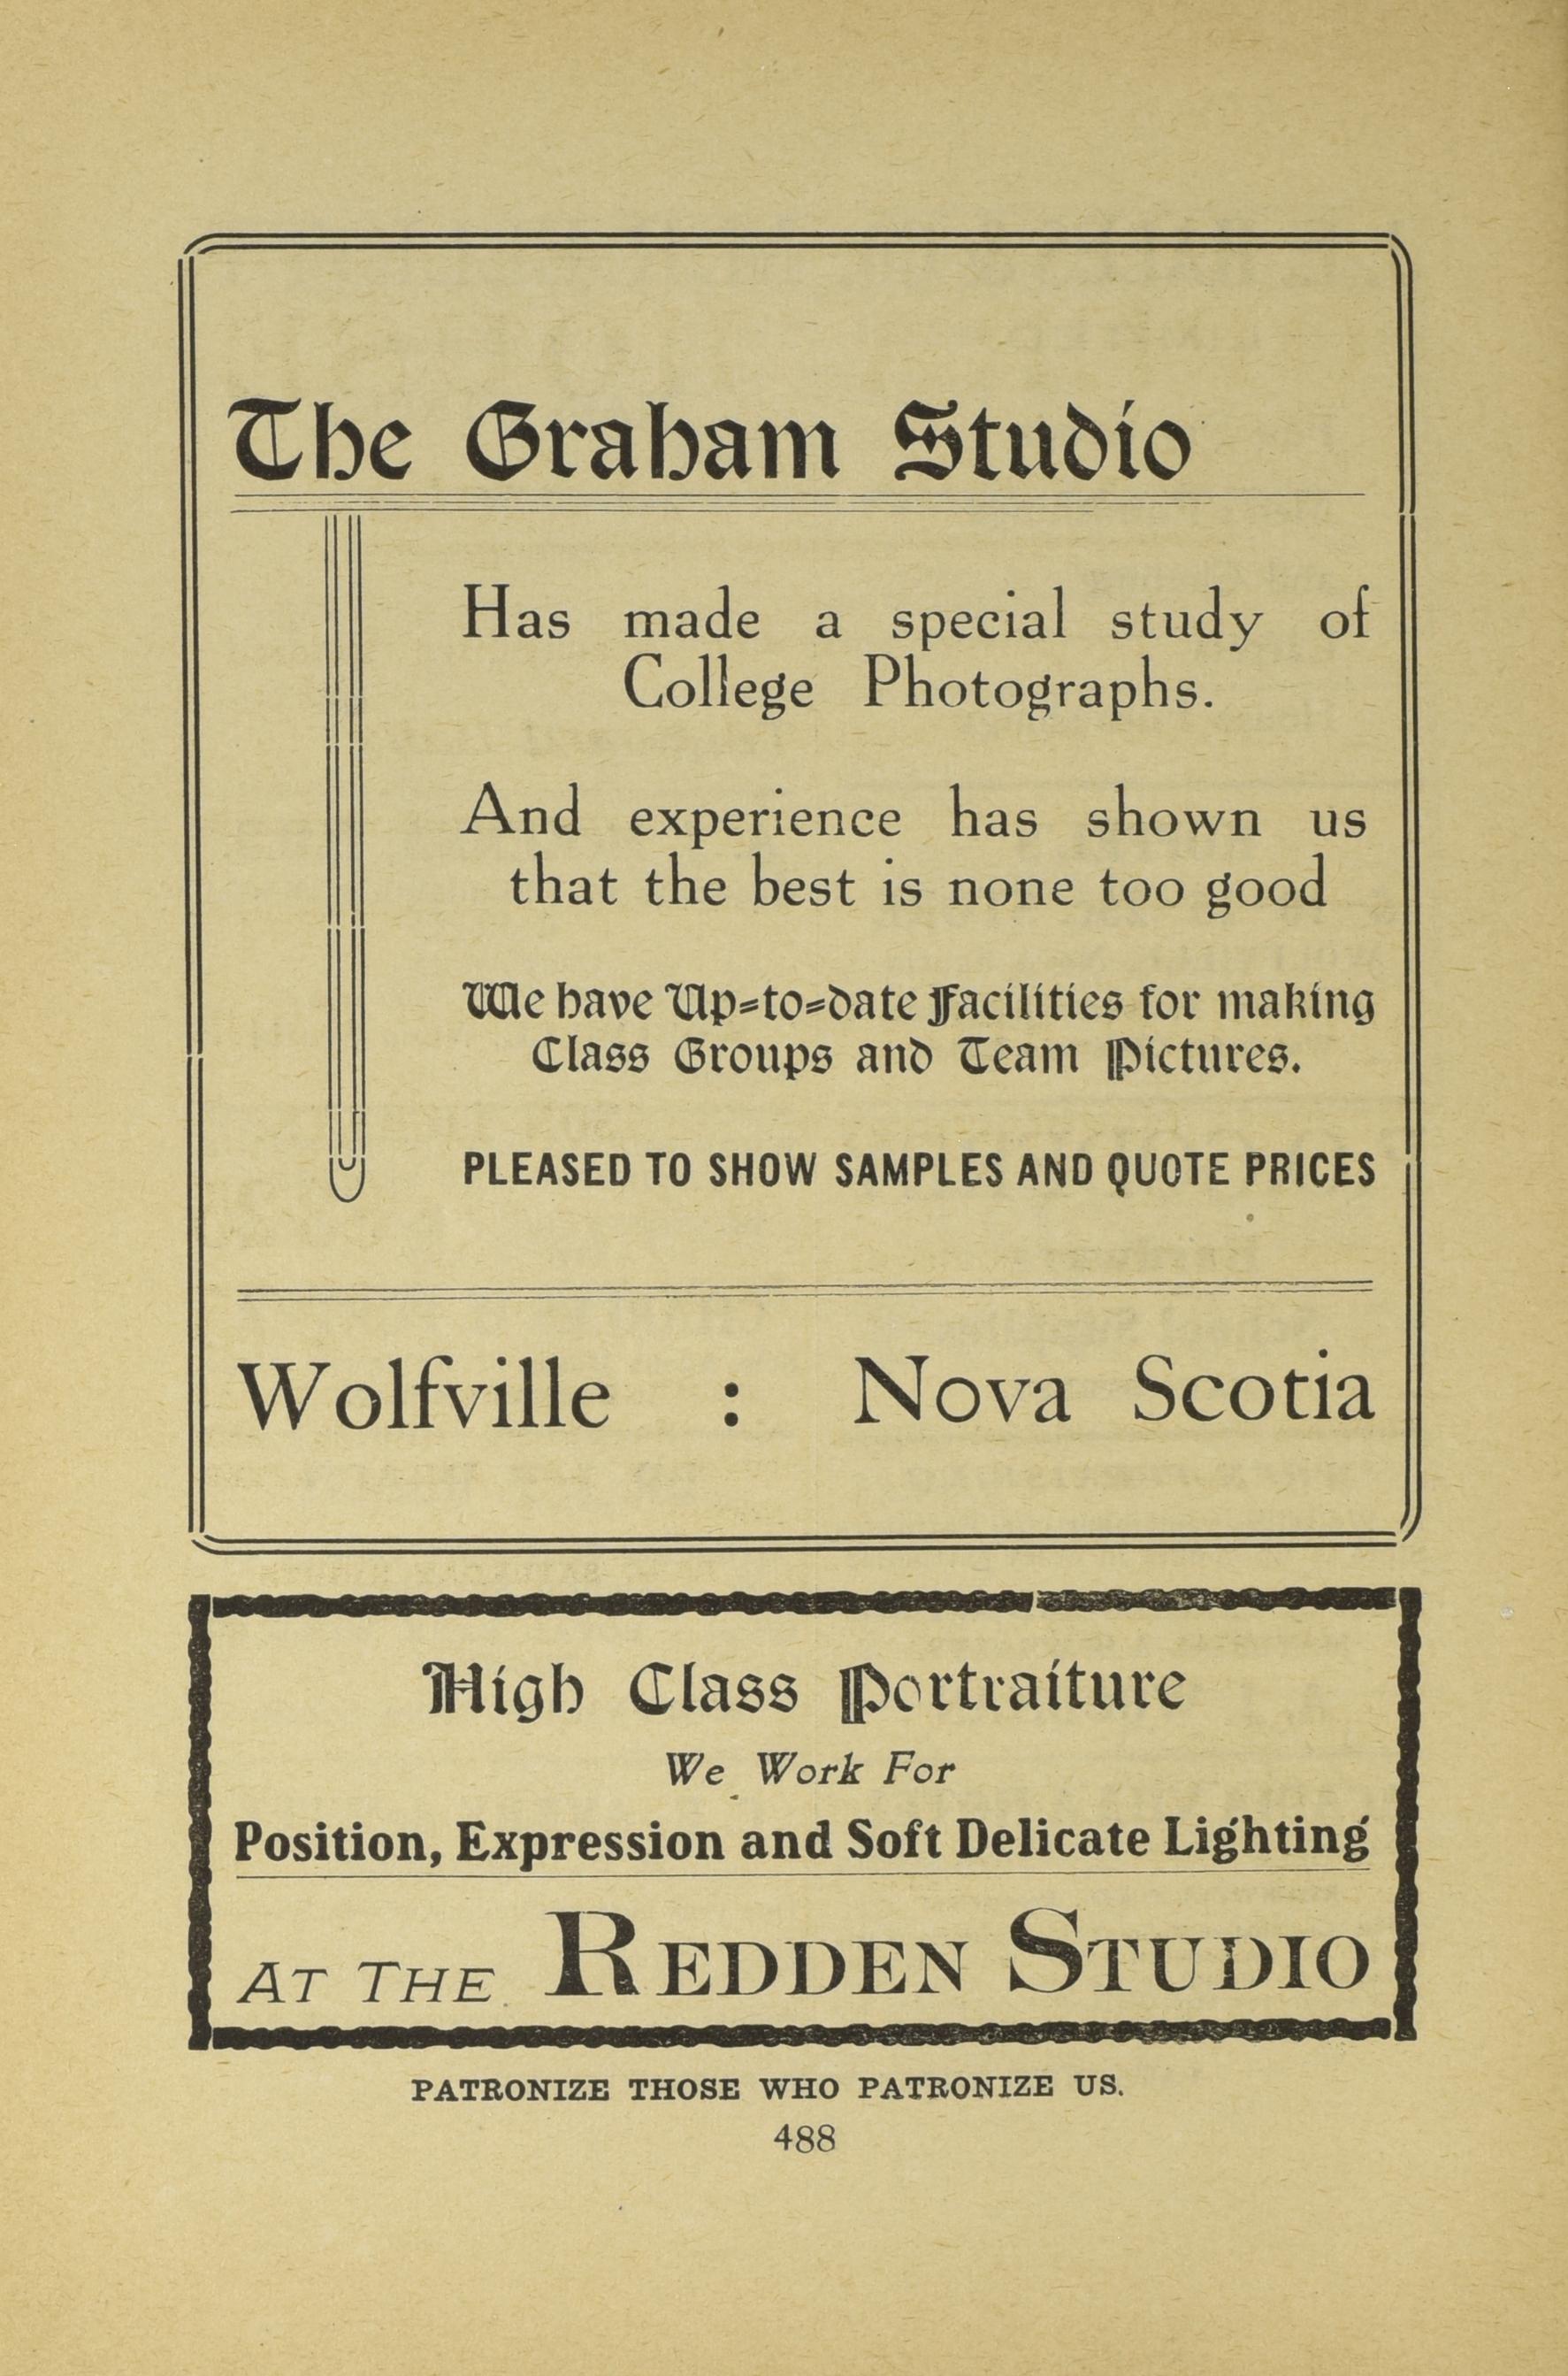 The Graham Studio
Has made a special study of
College Photographs.
And experience has shown us
that the best is none too good
We have Up=to=date Facilities for making
Class Groups and Team Pictures.
PLEASED TO SHOW SAMPLES AND QUOTE PRICES
Wolfville : Nova Scotia
High Class Portraiture
We Work For
Position, Expression and Soft Delicate Lighting
AT THE REDDEN STUDIO
PATRONIZE THOSE WHO PATRONIZE US.
488